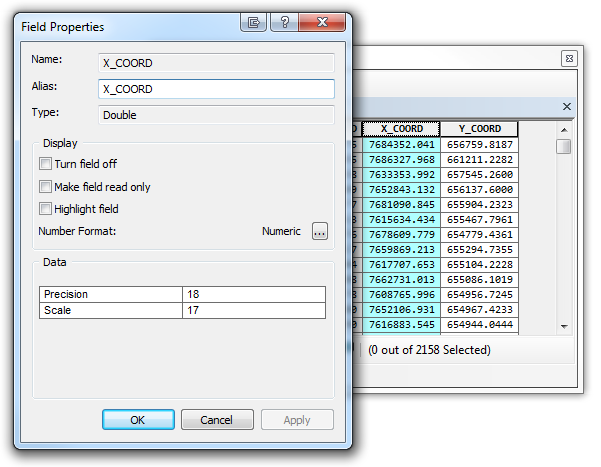 Field Properties
Name: X_COORD
Alias: X_COORD
Type: Double
Display
Turn field off
Make field read only
Highlight field
Number Format: Numeric ...
Data
Precision 18
Scale 17
OK Cancel Apply
X_COORD Y_COORD
7684352.041 656759.8187
7686327.968 661211.2282
7633353.992 657545.2600
7652843.132 656137.6000
7681090.845 655904.2323
7615634.434 655467.7961
7678609.779 654779.4361
7659869.213 655294.7355
7617707.653 655104.2228
7662731.013 655086.1019
7608765.996 654956.7245
7652106.931 654967.4233
7616883.545 654944.0444
(0 out of 2158 Selected)